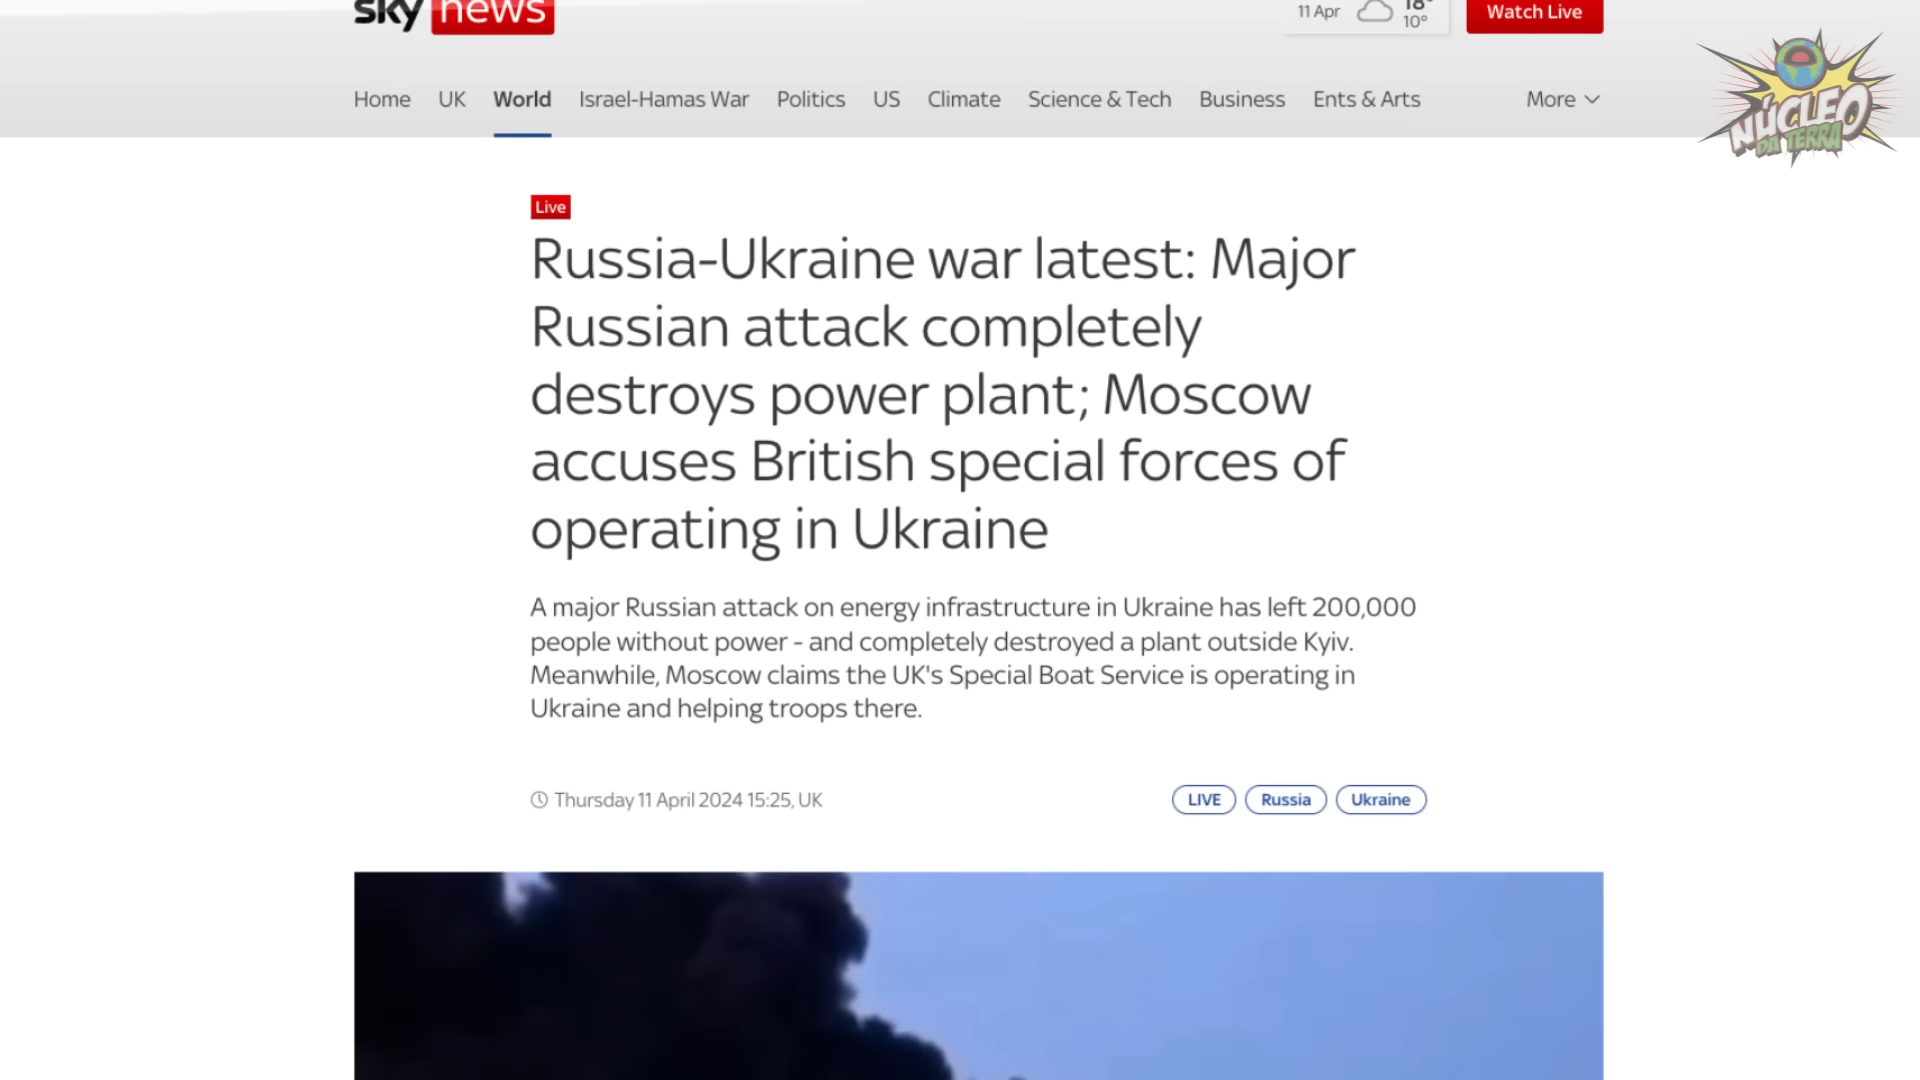 sky news
11 Apr
18°
10°
Watch Live
Home UK World Israel-Hamas War Politics US Climate Science & Tech Business Ents & Arts More
NÚCLEO
DA TERRA
Live
Russia-Ukraine war latest: Major
Russian attack completely
destroys power plant; Moscow
accuses British special forces of
operating in Ukraine
A major Russian attack on energy infrastructure in Ukraine has left 200,000
people without power - and completely destroyed a plant outside Kyiv.
Meanwhile, Moscow claims the UK's Special Boat Service is operating in
Ukraine and helping troops there.
Thursday 11 April 2024 15:25, UK
LIVE Russia Ukraine